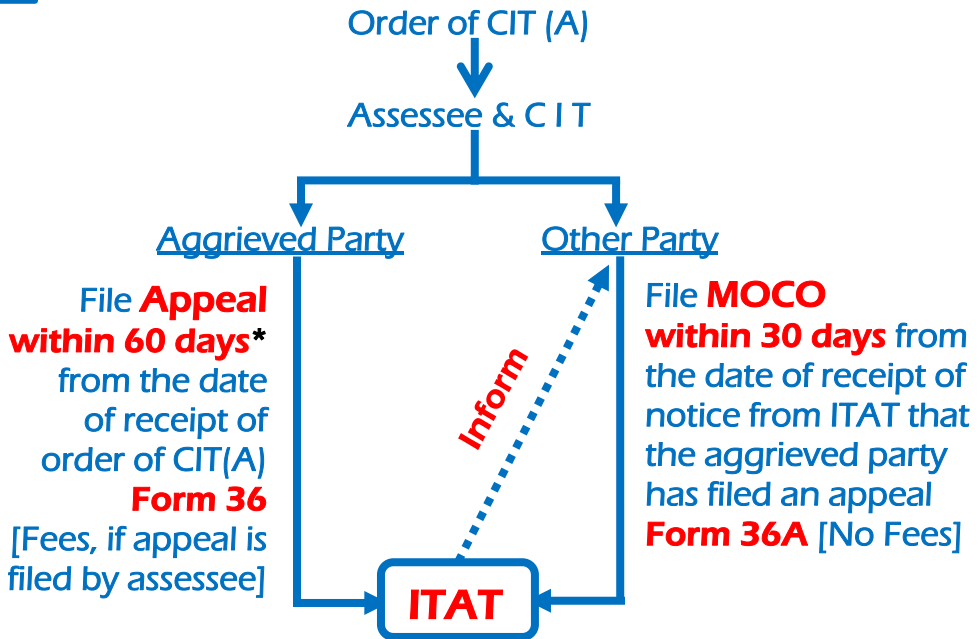 Order of CIT (A)
Assessee & C I T
Aggrieved Party
Other Party
File Appeal
within 60 days*
from the date
of receipt of
order of CIT(A)
Form 36
[Fees, if appeal is
filed by assessee]
Inform
File MOCO
within 30 days from
the date of receipt of
notice from ITAT that
the aggrieved party
has filed an appeal
Form 36A [No Fees]
ITAT